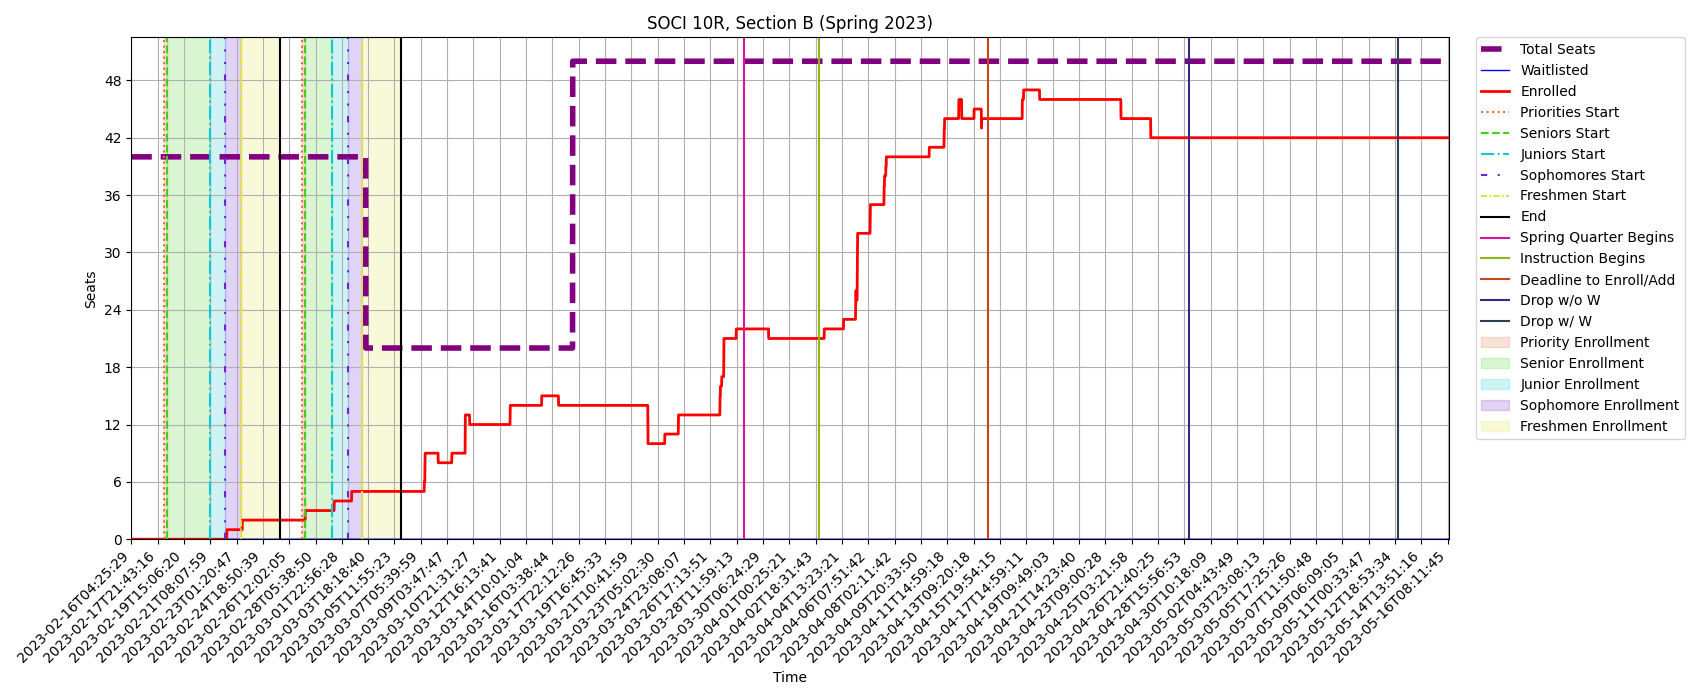 SOCI 10R, Section B (Spring 2023)
Seats
48
42
36
30
24
18
12
6
0
2023-02-16T04:25:29
2023-02-17T21:43:16
2023-02-19T15:06:20
2023-02-21T08:07:59
2023-02-23T01:20:47
2023-02-24T18:50:39
2023-02-26T12:02:05
2023-02-28T05:38:50
2023-03-01T22:56:28
2023-03-03T18:18:40
2023-03-05T11:55:23
2023-03-07T05:39:59
2023-03-09T03:47:47
2023-03-10T21:31:27
2023-03-12T16:13:41
2023-03-14T10:01:04
2023-03-16T03:38:44
2023-03-17T22:12:26
2023-03-19T16:45:33
2023-03-21T10:41:59
2023-03-23T05:02:30
2023-03-24T23:08:07
2023-03-26T17:13:51
2023-03-28T11:59:13
2023-03-30T06:24:29
2023-04-01T00:25:21
2023-04-02T18:31:43
2023-04-04T13:23:21
2023-04-06T07:51:42
2023-04-08T02:11:42
2023-04-09T20:33:50
2023-04-11T14:59:18
2023-04-13T09:20:18
2023-04-15T19:54:15
2023-04-17T14:59:11
2023-04-19T09:49:03
2023-04-21T14:23:40
2023-04-23T09:00:28
2023-04-25T03:21:58
2023-04-26T21:40:25
2023-04-28T15:56:53
2023-04-30T10:18:09
2023-05-02T04:43:49
2023-05-03T23:08:13
2023-05-05T17:25:26
2023-05-07T11:50:48
2023-05-09T06:09:05
2023-05-11T00:33:47
2023-05-12T18:53:34
2023-05-14T13:51:16
2023-05-16T08:11:45
Time
Total Seats
Waitlisted
Enrolled
Priorities Start
Seniors Start
Juniors Start
Sophomores Start
Freshmen Start
End
Spring Quarter Begins
Instruction Begins
Deadline to Enroll/Add
Drop w/o W
Drop w/ W
Priority Enrollment
Senior Enrollment
Junior Enrollment
Sophomore Enrollment
Freshmen Enrollment